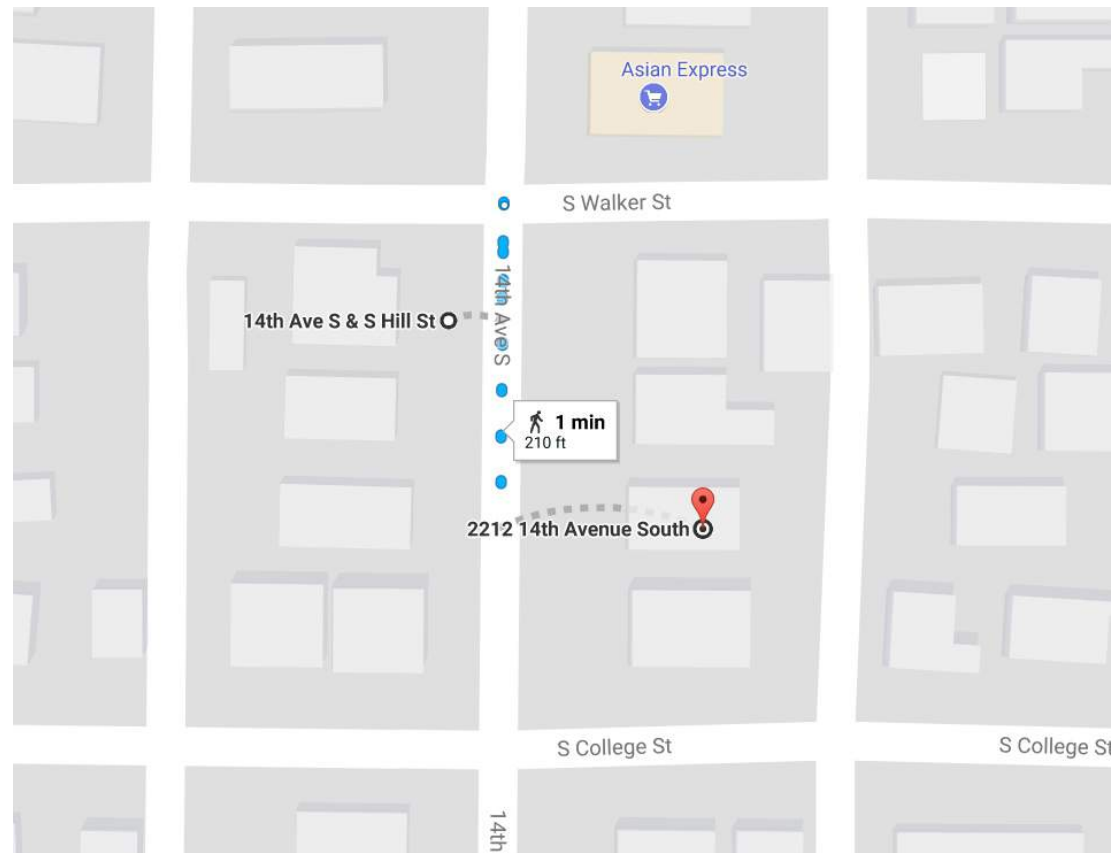 Asian Express
S Walker St
14th Ave S
14th Ave S & S Hill St
1 min
210 ft
2212 14th Avenue South
S College St
S College St
14th